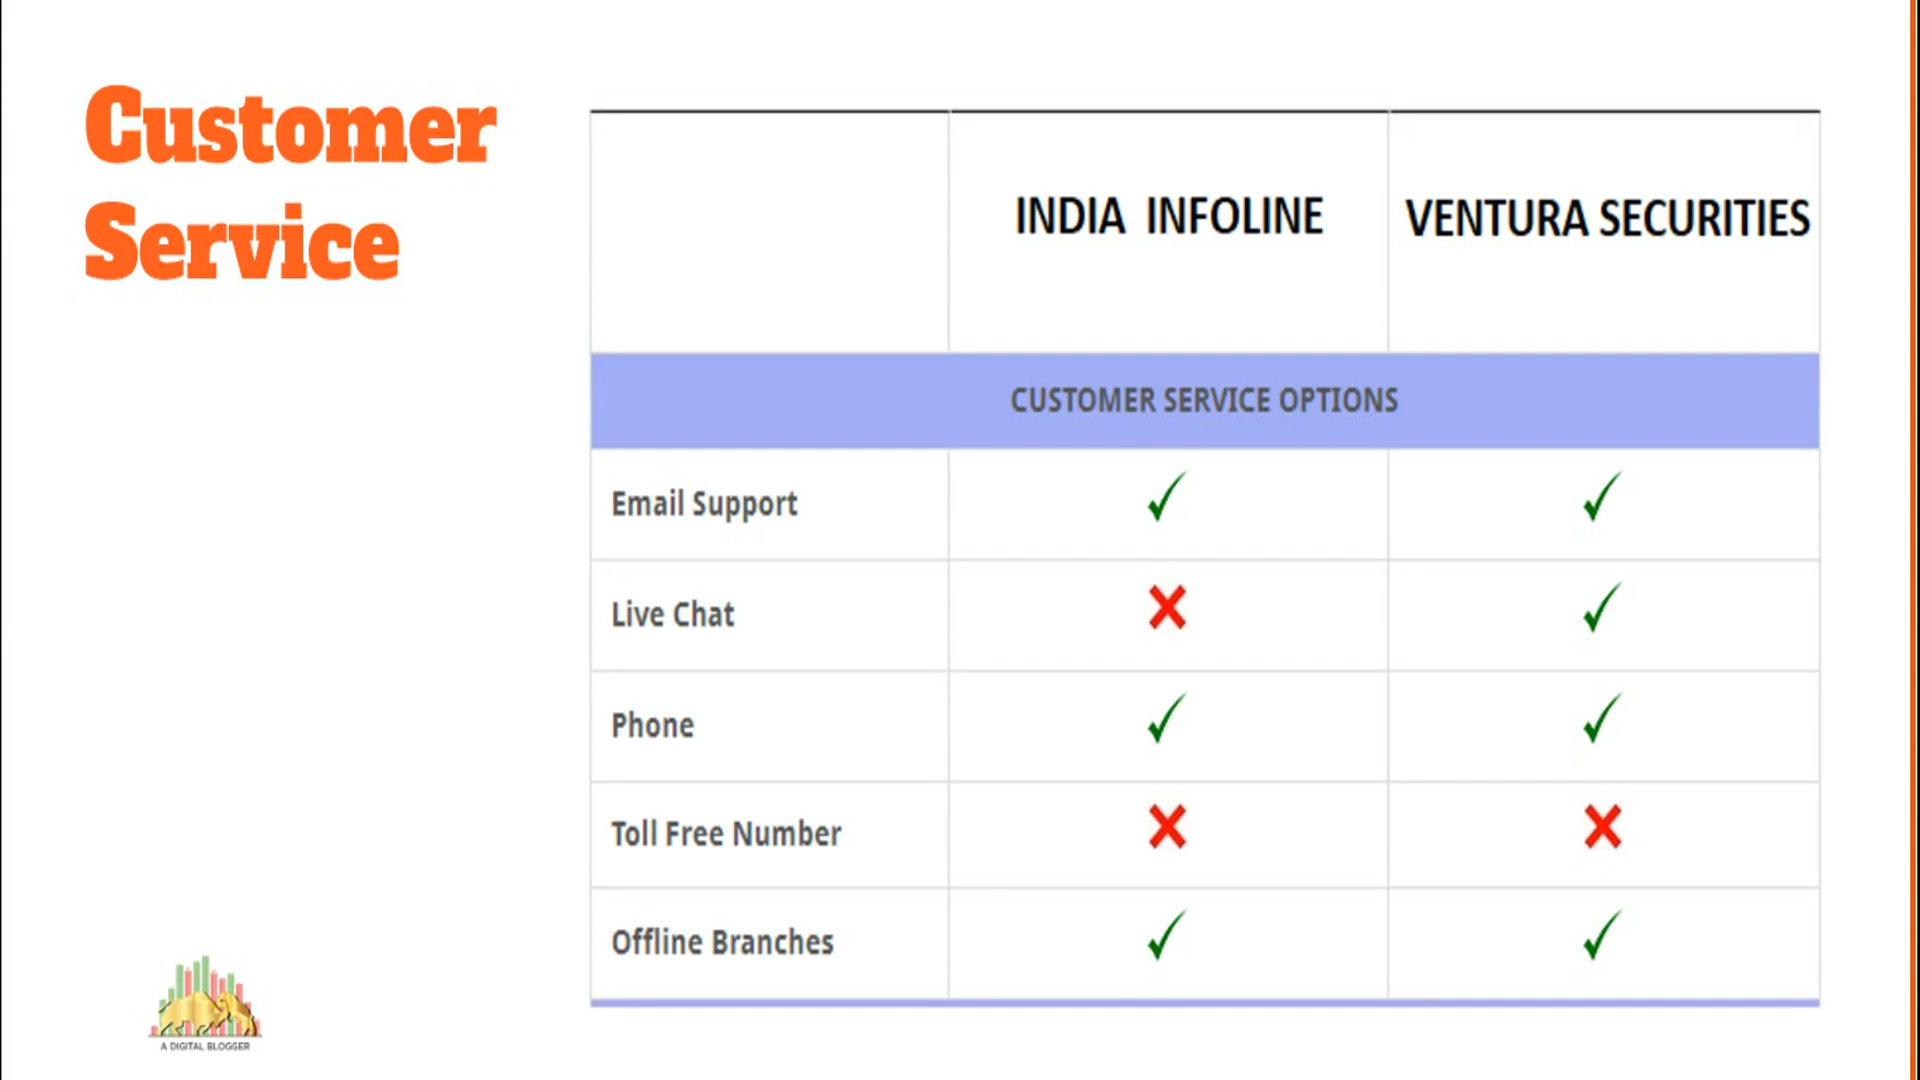 Customer
Service
INDIA INFOLINE VENTURA SECURITIES
CUSTOMER SERVICE OPTIONS
Email Support
Live Chat
Phone
Toll Free Number
Offline Branches
A DIGITAL BLOGGER